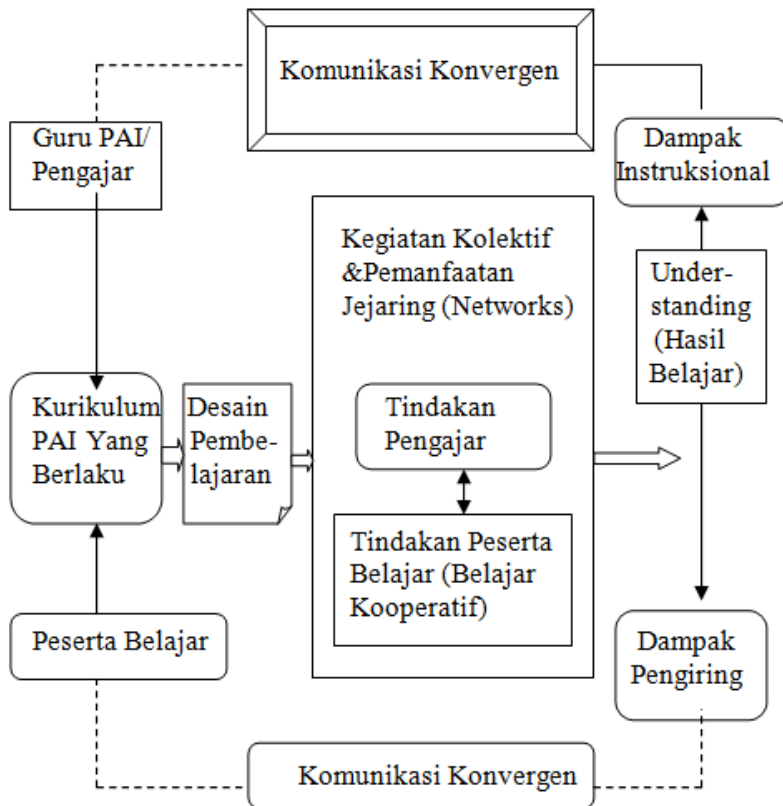 Komunikasi Konvergen
Guru PAI/
Pengajar
Dampak
Instruksional
Kegiatan Kolektif
&Pemanfaatan
Jejaring (Networks)
Under-
standing
(Hasil
Belajar)
Kurikulum
PAI Yang
Berlaku
Desain
Pembe-
lajaran
Tindakan
Pengajar
Tindakan Peserta
Belajar (Belajar
Kooperatif)
Peserta Belajar
Dampak
Pengiring
Komunikasi Konvergen